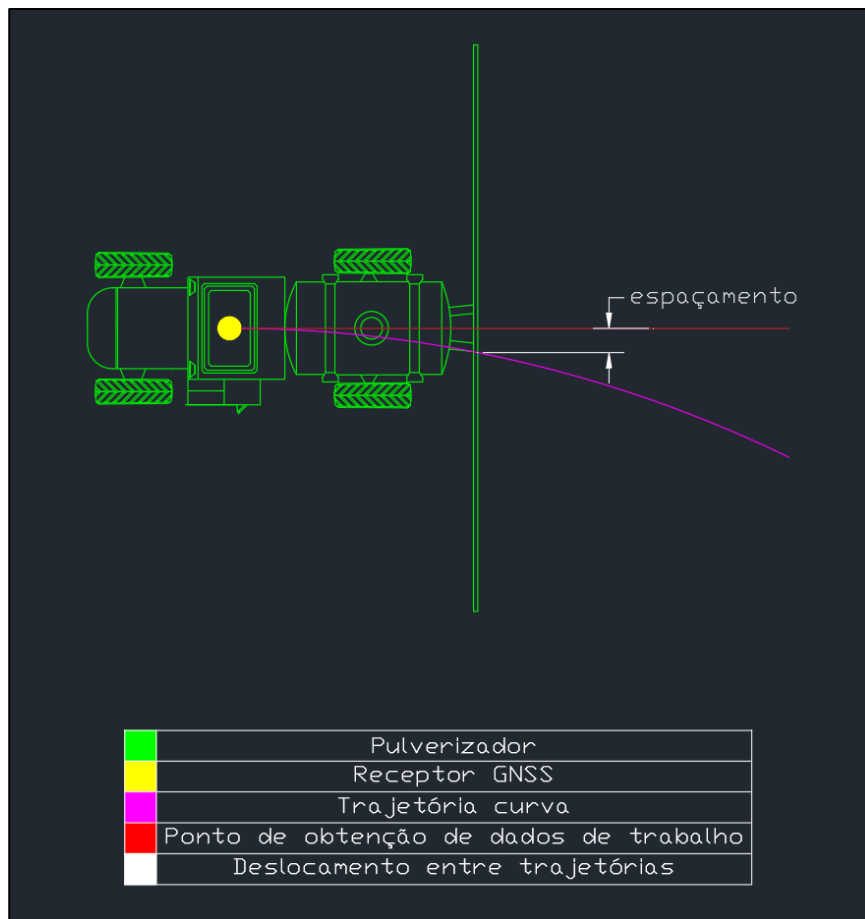 espaçamento
Pulverizador
Receptor GNSS
Trajetória curva
Ponto de obtenção de dados de trabalho
Deslocamento entre trajetórias